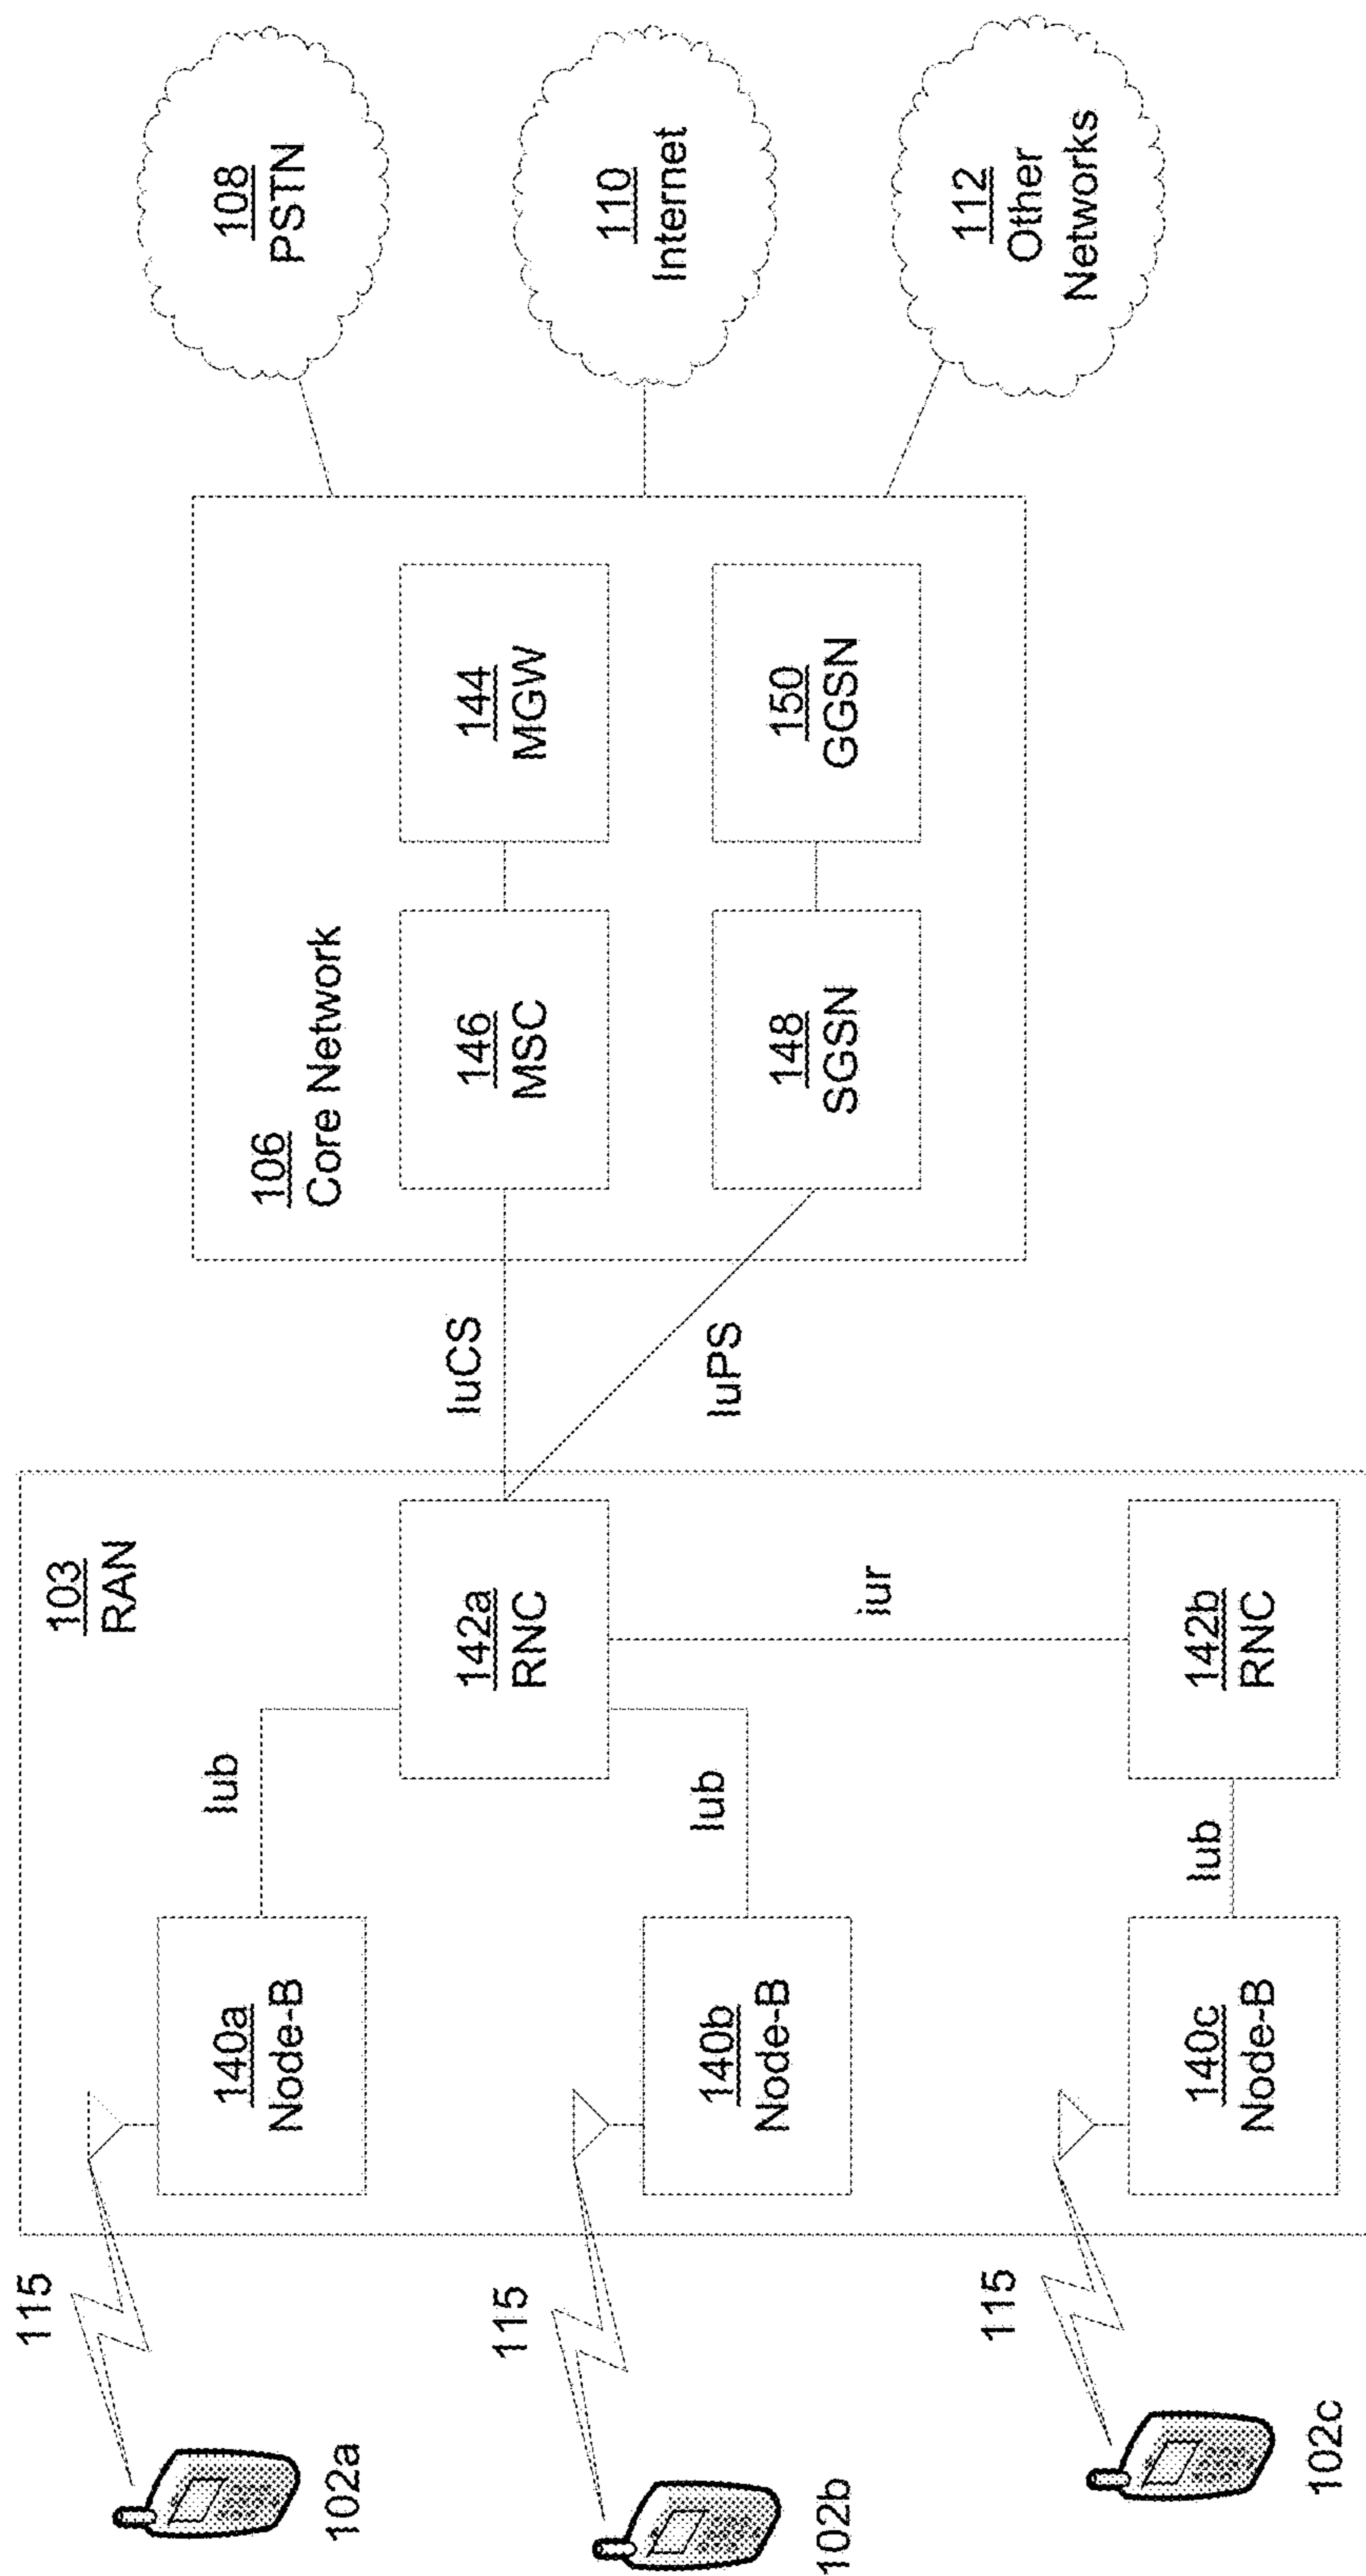 115
102a
115
102b
115
102c
103
RAN
140a
Node-B
140b
Node-B
140c
Node-B
Iub
Iub
Iub
142a
RNC
iur
142b
RNC
IuCS
IuPS
106
Core Network
146
MSC
144
MGW
148
SGSN
150
GGSN
108
PSTN
110
Internet
112
Other
Networks